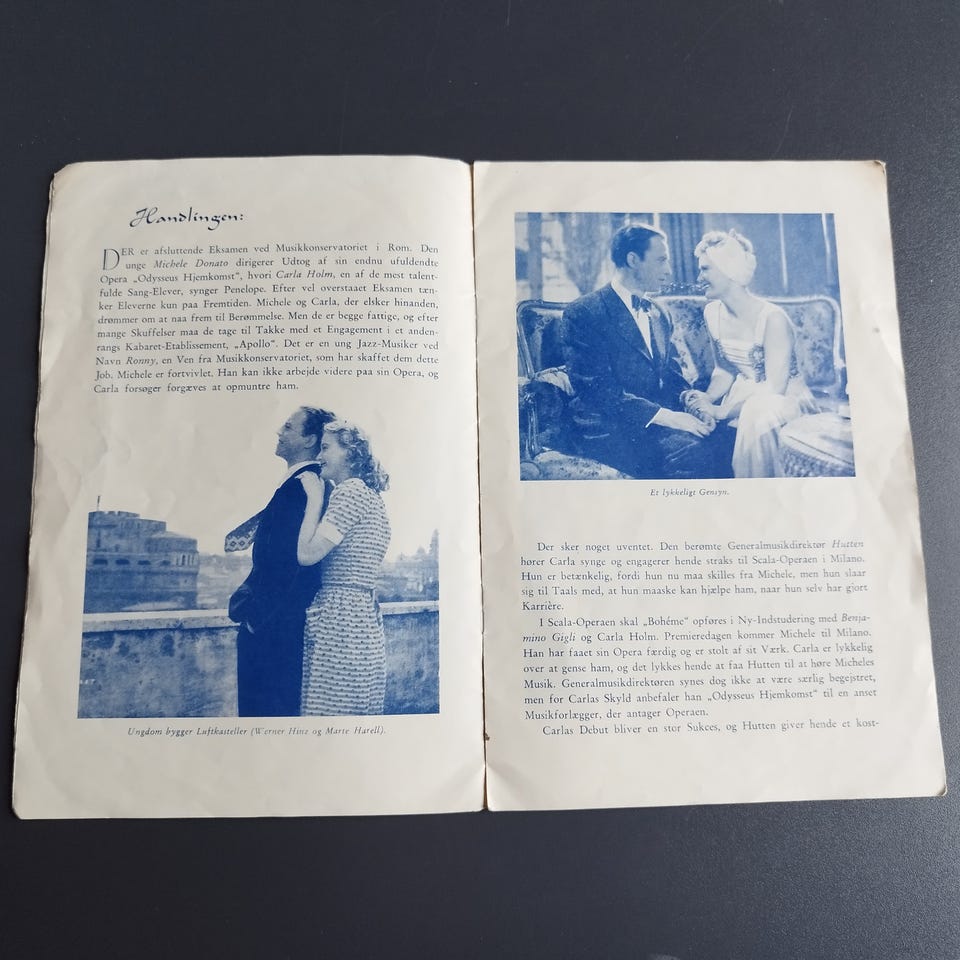 Handlingen:
DER er afsluttende Eksamen ved Musikkonservatoriet i Rom. Den
unge Michele Donato dirigerer Udtog af sin endnu ufuldendte
Opera „Odysseus Hjemkomst“, hvori Carla Holm, en af de mest talent-
fulde Sang-Elever, synger Penelope. Efter vel overstaaet Eksamen tæn-
ker Eleverne kun paa Fremtiden. Michele og Carla, der elsker hinanden,
drømmer om at naa frem til Berømmelse. Men de er begge fattige, og efter
mange Skuffelser maa de tage til Takke med et Engagement i et anden-
rangs Kabaret-Etablissement, „Apollo“. Det er en ung Jazz-Musiker ved
Navn Ronny, en Ven fra Musikkonservatoriet, som har skaffet dem dette
Job. Michele er fortvivlet. Han kan ikke arbejde videre paa sin Opera, og
Carla forsøger forgæves at opmuntre ham.
Ungdom bygger Luftkasteller (Werner Hinz og Marte Harell).
Et lykkeligt Gensyn.
Der sker noget uventet. Den berømte Generalmusikdirektør Hutten
hører Carla synge og engagerer hende straks til Scala-Operaen i Milano.
Hun er betænkelig, fordi hun nu maa skilles fra Michele, men hun slaar
sig til Taals med, at hun maaske kan hjælpe ham, naar hun selv har gjort
Karrière.
I Scala-Operaen skal „Bohéme“ opføres i Ny-Indstudering med Benja-
mino Gigli og Carla Holm. Premieredagen kommer Michele til Milano.
Han har faaet sin Opera færdig og er stolt af sit Værk. Carla er lykkelig
over at gense ham, og det lykkes hende at faa Hutten til at høre Micheles
Musik. Generalmusikdirektøren synes dog ikke at være særlig begejstret,
men for Carlas Skyld anbefaler han „Odysseus Hjemkomst“ til en anset
Musikforlægger, der antager Operaen.
Carlas Debut bliver en stor Sukces, og Hutten giver hende et kost-